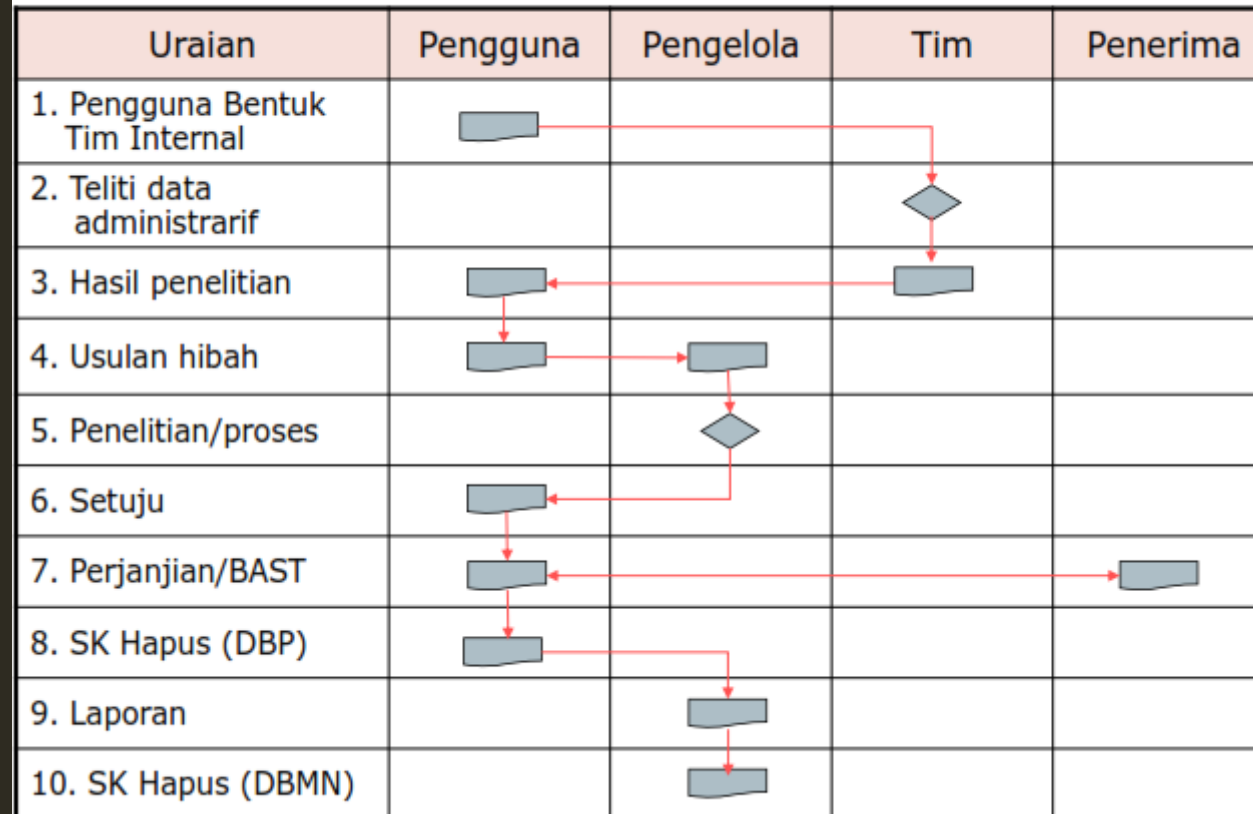 Uraian Pengguna Pengelola Tim Penerima
1. Pengguna Bentuk
Tim Internal
2. Teliti data
administrarif
3. Hasil penelitian
4. Usulan hibah
5. Penelitian/proses
6. Setuju
7. Perjanjian/BAST
8. SK Hapus (DBP)
9. Laporan
10. SK Hapus (DBMN)